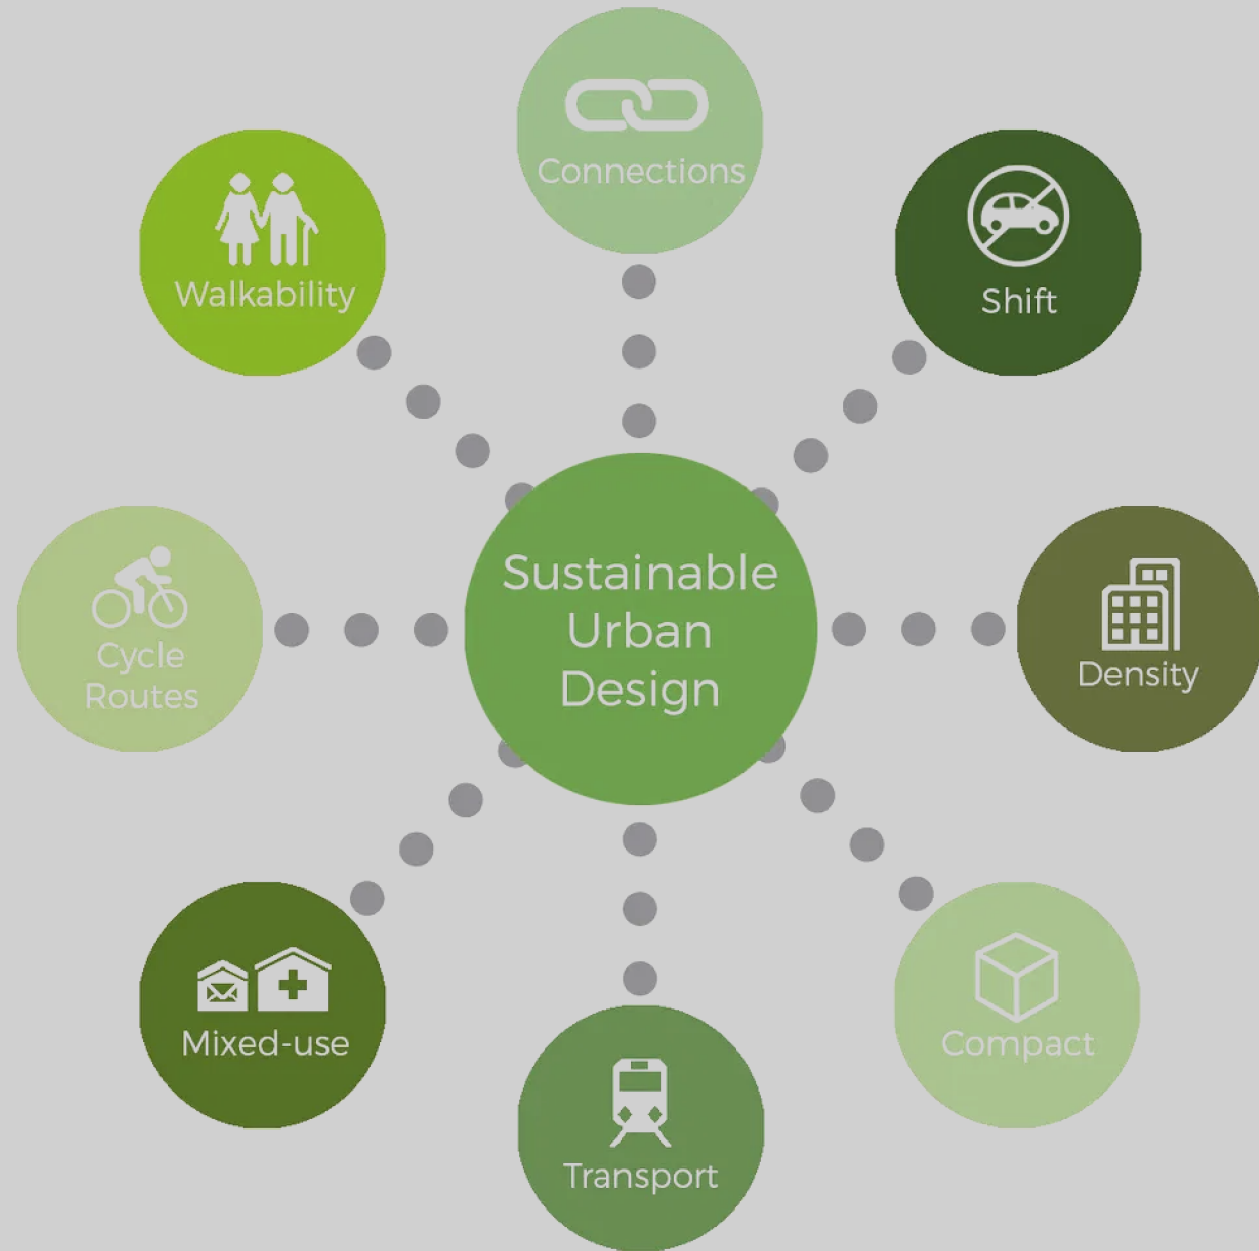 Connections
Walkability
Shift
Sustainable
Urban
Design
Cycle
Routes
Density
Mixed-use
Compact
Transport